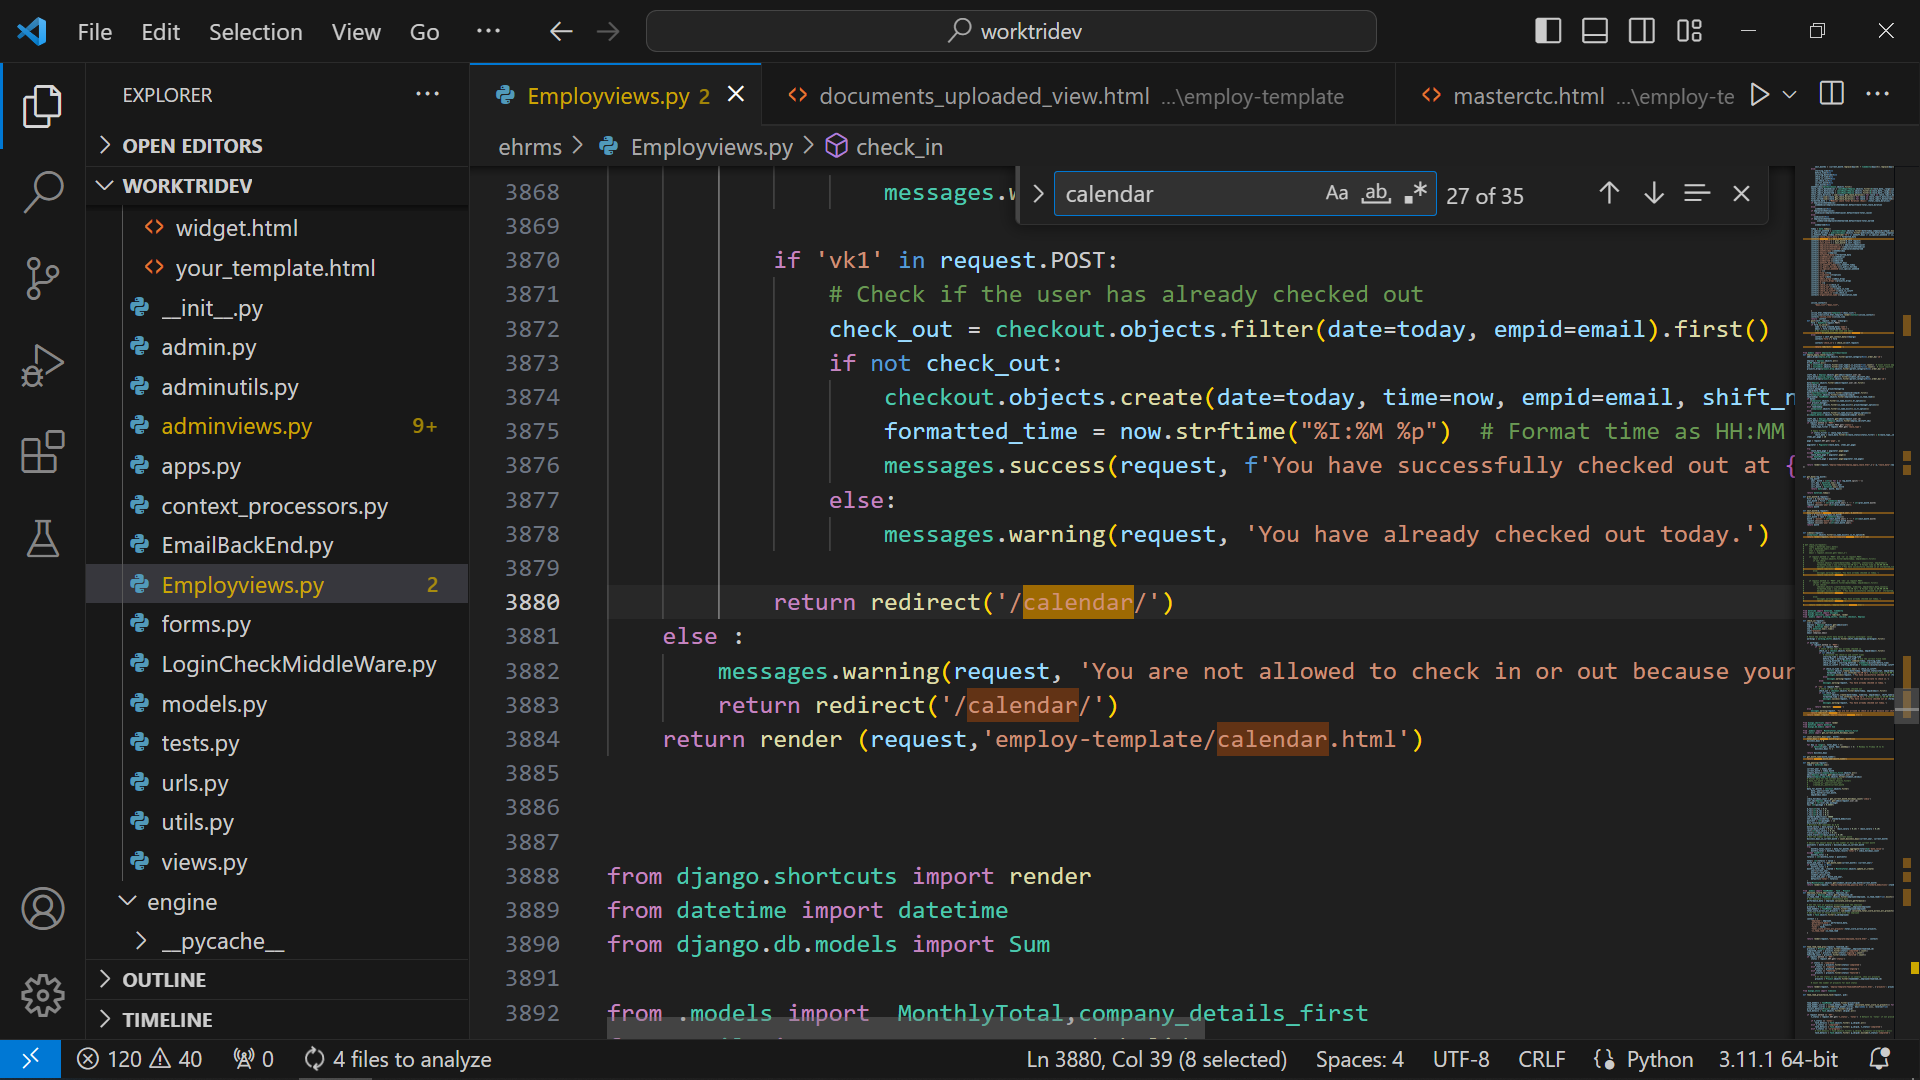 File Edit Selection View Go ··· worktridev
EXPLORER ···
OPEN EDITORS
WORKTRIDEV
widget.html
your_template.html
__init__.py
admin.py
adminutils.py
adminviews.py 9+
apps.py
context_processors.py
EmailBackEnd.py
Employviews.py 2
forms.py
LoginCheckMiddleWare.py
models.py
tests.py
urls.py
utils.py
views.py
engine
__pycache__
OUTLINE
TIMELINE
Employviews.py 2 documents_uploaded_view.html ...\employ-template masterctc.html ...\employ-te ···
ehrms > Employviews.py > check_in
calendar Aa ab .* 27 of 35
3868 messages.w
3869
3870 if 'vk1' in request.POST:
3871 # Check if the user has already checked out
3872 check_out = checkout.objects.filter(date=today, empid=email).first()
3873 if not check_out:
3874 checkout.objects.create(date=today, time=now, empid=email, shift_n
3875 formatted_time = now.strftime("%I:%M %p") # Format time as HH:MM
3876 messages.success(request, f'You have successfully checked out at {
3877 else:
3878 messages.warning(request, 'You have already checked out today.')
3879
3880 return redirect('/calendar/')
3881 else :
3882 messages.warning(request, 'You are not allowed to check in or out because your
3883 return redirect('/calendar/')
3884 return render (request,'employ-template/calendar.html')
3885
3886
3887
3888 from django.shortcuts import render
3889 from datetime import datetime
3890 from django.db.models import Sum
3891
3892 from .models import MonthlyTotal,company_details_first
120 40 0 4 files to analyze Ln 3880, Col 39 (8 selected) Spaces: 4 UTF-8 CRLF Python 3.11.1 64-bit